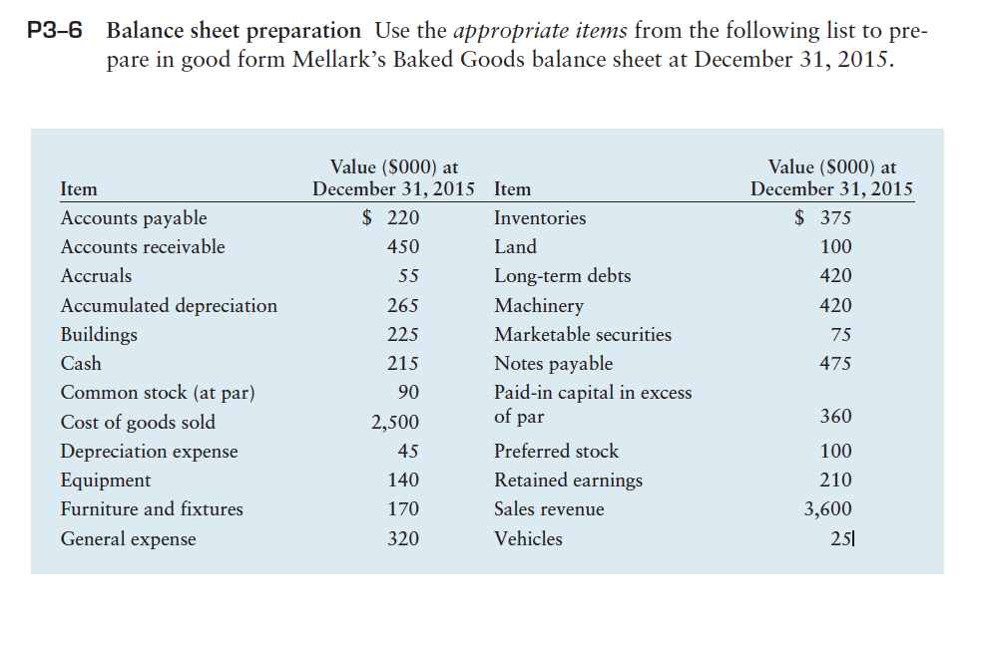 P3–6 Balance sheet preparation Use the appropriate items from the following list to pre-
pare in good form Mellark’s Baked Goods balance sheet at December 31, 2015.
Value ($000) at Value ($000) at
Item December 31, 2015 Item December 31, 2015
Accounts payable $ 220 Inventories $ 375
Accounts receivable 450 Land 100
Accruals 55 Long-term debts 420
Accumulated depreciation 265 Machinery 420
Buildings 225 Marketable securities 75
Cash 215 Notes payable 475
Common stock (at par) 90 Paid-in capital in excess
of par 360
Cost of goods sold 2,500
Depreciation expense 45 Preferred stock 100
Equipment 140 Retained earnings 210
Furniture and fixtures 170 Sales revenue 3,600
General expense 320 Vehicles 25